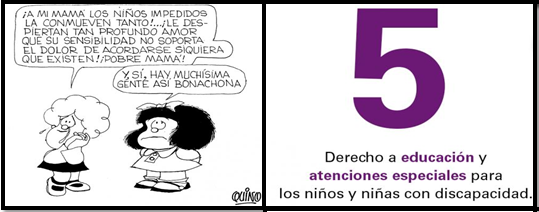 ¡A MI MAMÁ LOS NIÑOS IMPEDIDOS
LA CONMUEVEN TANTO!...¡LE DES-
PIERTAN TAN PROFUNDO AMOR
QUE SU SENSIBILIDAD NO SOPORTA
EL DOLOR DE ACORDARSE SIQUIERA
QUE EXISTEN!¡POBRE MAMÁ!
Y, SÍ. HAY MUCHÍSIMA
GENTE ASÍ BONACHONA
QUINO
5
Derecho a educación y
atenciones especiales para
los niños y niñas con discapacidad.